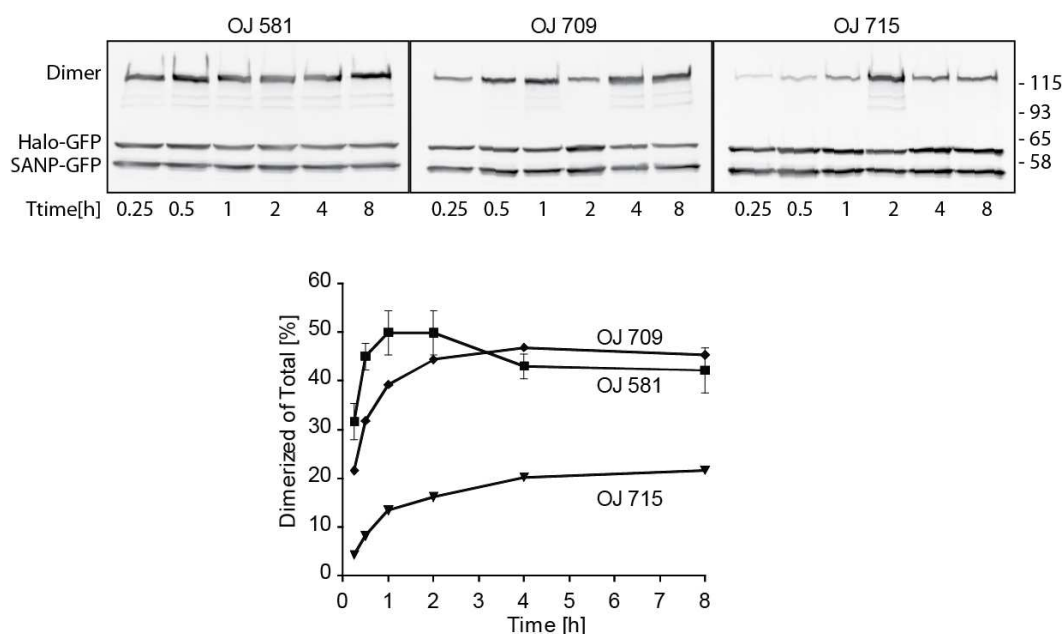 OJ 581 OJ 709 OJ 715
Dimer
- 115
- 93
Halo-GFP
- 65
SANP-GFP
- 58
Ttime[h] 0.25 0.5 1 2 4 8 0.25 0.5 1 2 4 8 0.25 0.5 1 2 4 8
60
50
40
30
20
10
0
Dimerized of Total [%]
OJ 709
OJ 581
OJ 715
0 1 2 3 4 5 6 7 8
Time [h]